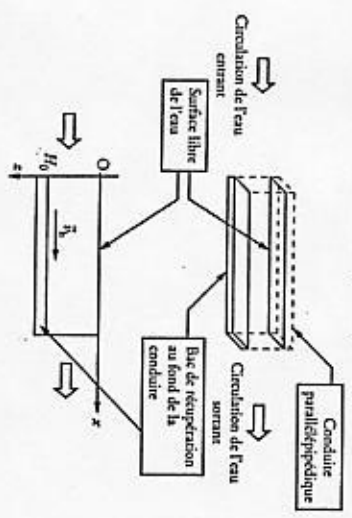 Circulation de l'eau
entrant
Conduite
parallélépipédique
Circulation de l'eau
sortant
Surface libre
de l'eau
Bac de récupération
au fond de la
conduite
O
x
H₀
z